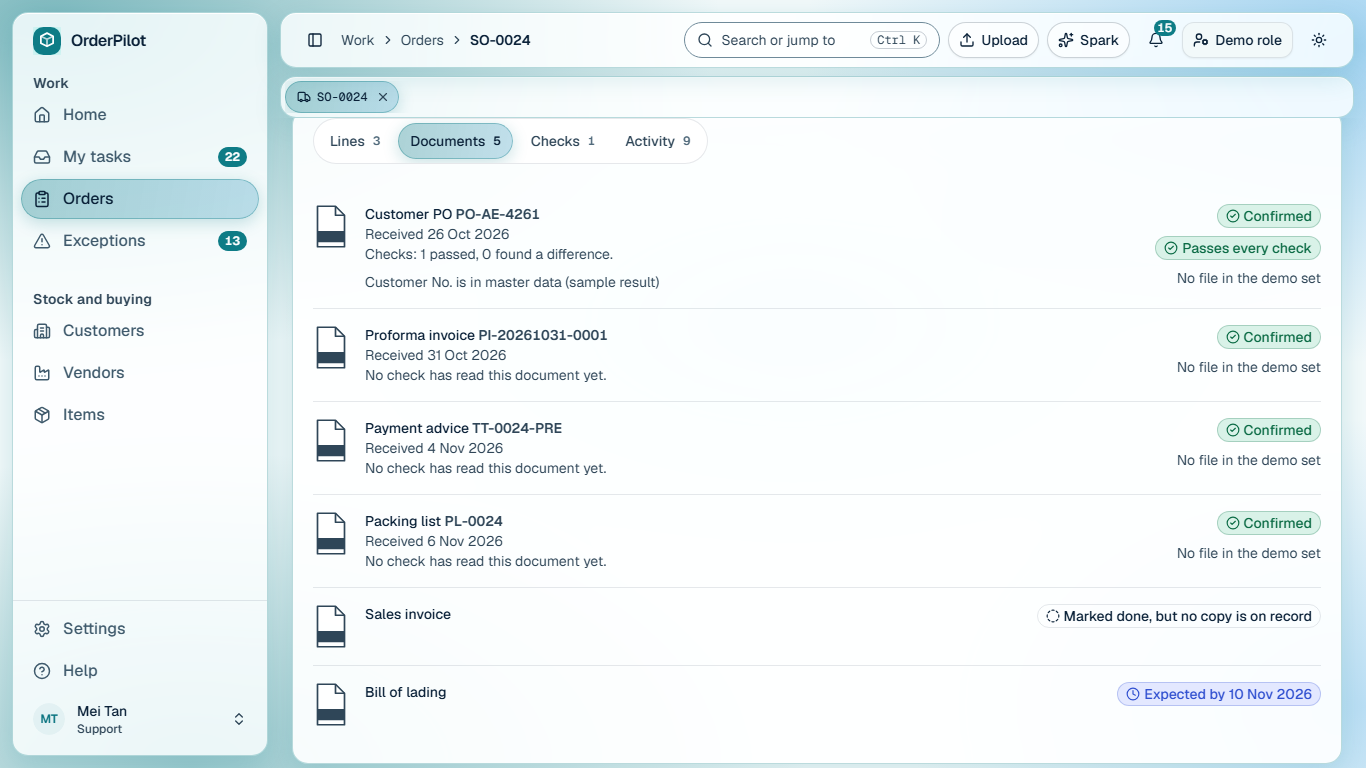 OrderPilot
Work
Home
My tasks 22
Orders
Exceptions 13
Stock and buying
Customers
Vendors
Items
Settings
Help
MT
Mei Tan
Support
Work > Orders > SO-0024
Search or jump to Ctrl K
Upload
Spark
15
Demo role
SO-0024
Lines 3
Documents 5
Checks 1
Activity 9
Customer PO PO-AE-4261
Received 26 Oct 2026
Checks: 1 passed, 0 found a difference.
Customer No. is in master data (sample result)
Confirmed
Passes every check
No file in the demo set
Proforma invoice PI-20261031-0001
Received 31 Oct 2026
No check has read this document yet.
Confirmed
No file in the demo set
Payment advice TT-0024-PRE
Received 4 Nov 2026
No check has read this document yet.
Confirmed
No file in the demo set
Packing list PL-0024
Received 6 Nov 2026
No check has read this document yet.
Confirmed
No file in the demo set
Sales invoice
Marked done, but no copy is on record
Bill of lading
Expected by 10 Nov 2026